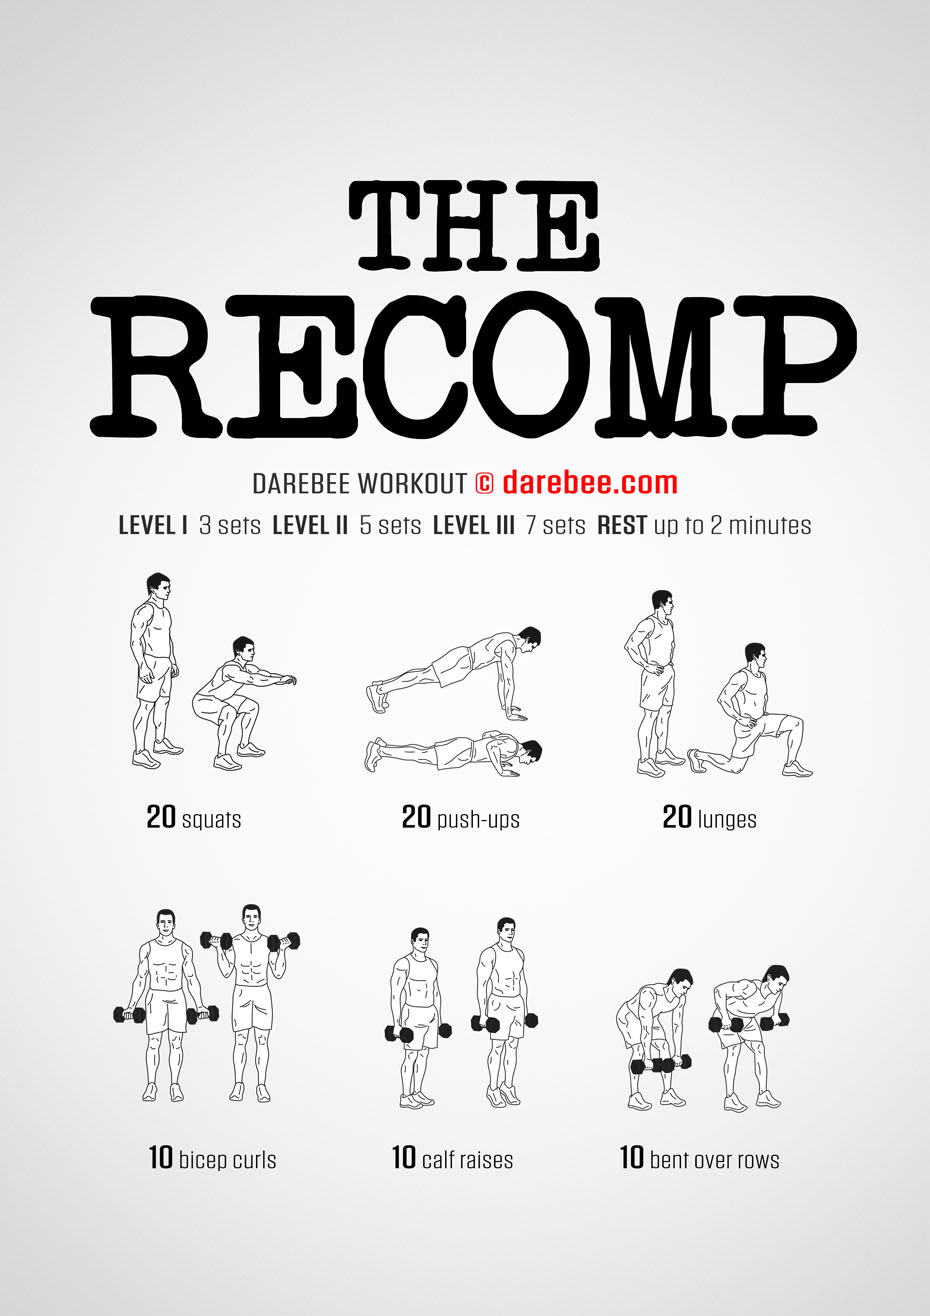 THE
RECOMP
DAREBEE WORKOUT © darebee.com
LEVEL I 3 sets LEVEL II 5 sets LEVEL III 7 sets REST up to 2 minutes
20 squats
20 push-ups
20 lunges
10 bicep curls
10 calf raises
10 bent over rows